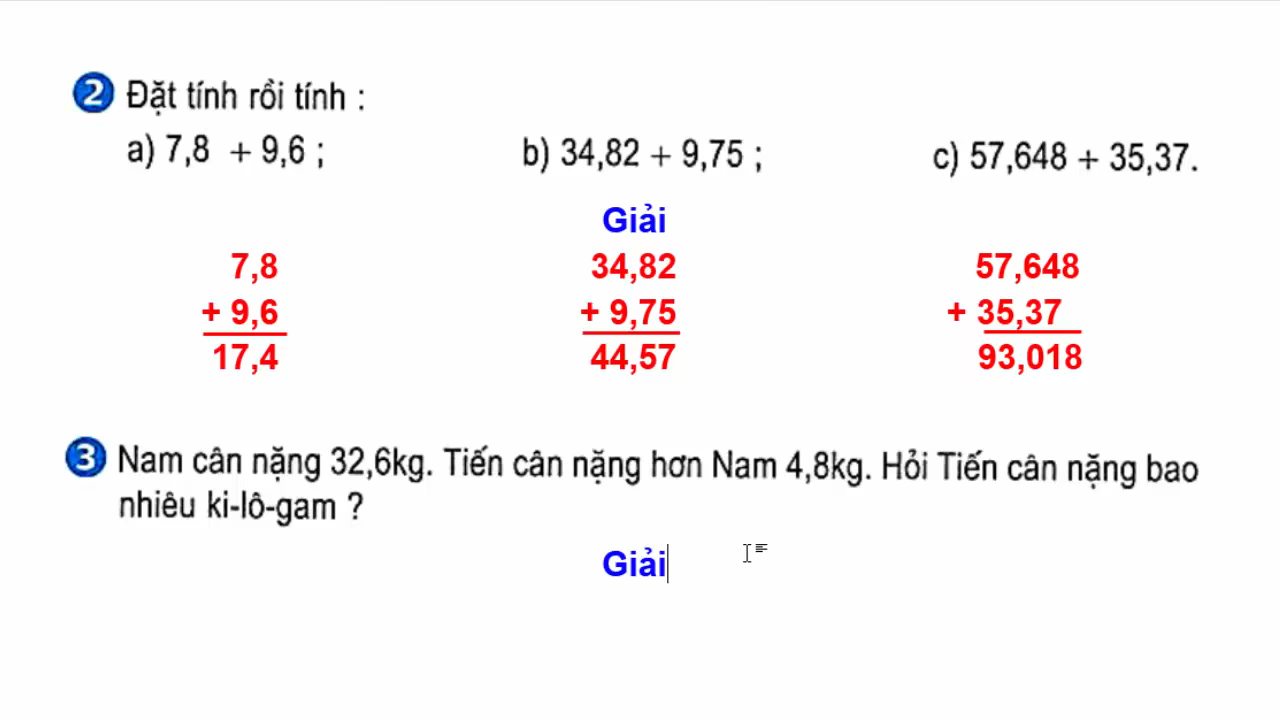 2 Đặt tính rồi tính :
a) 7,8 + 9,6 ; b) 34,82 + 9,75 ; c) 57,648 + 35,37.
Giải
7,8 34,82 57,648
+ 9,6 + 9,75 + 35,37
17,4 44,57 93,018
3 Nam cân nặng 32,6kg. Tiến cân nặng hơn Nam 4,8kg. Hỏi Tiến cân nặng bao
nhiêu ki-lô-gam ?
Giải